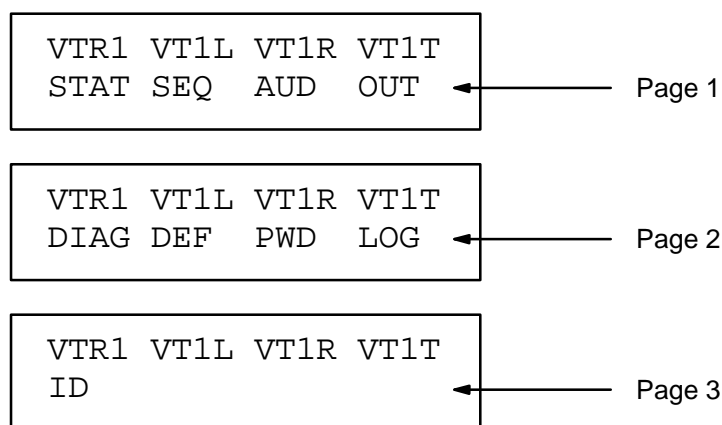 VTR1 VT1L VT1R VT1T
STAT SEQ AUD OUT
Page 1
VTR1 VT1L VT1R VT1T
DIAG DEF PWD LOG
Page 2
VTR1 VT1L VT1R VT1T
ID
Page 3